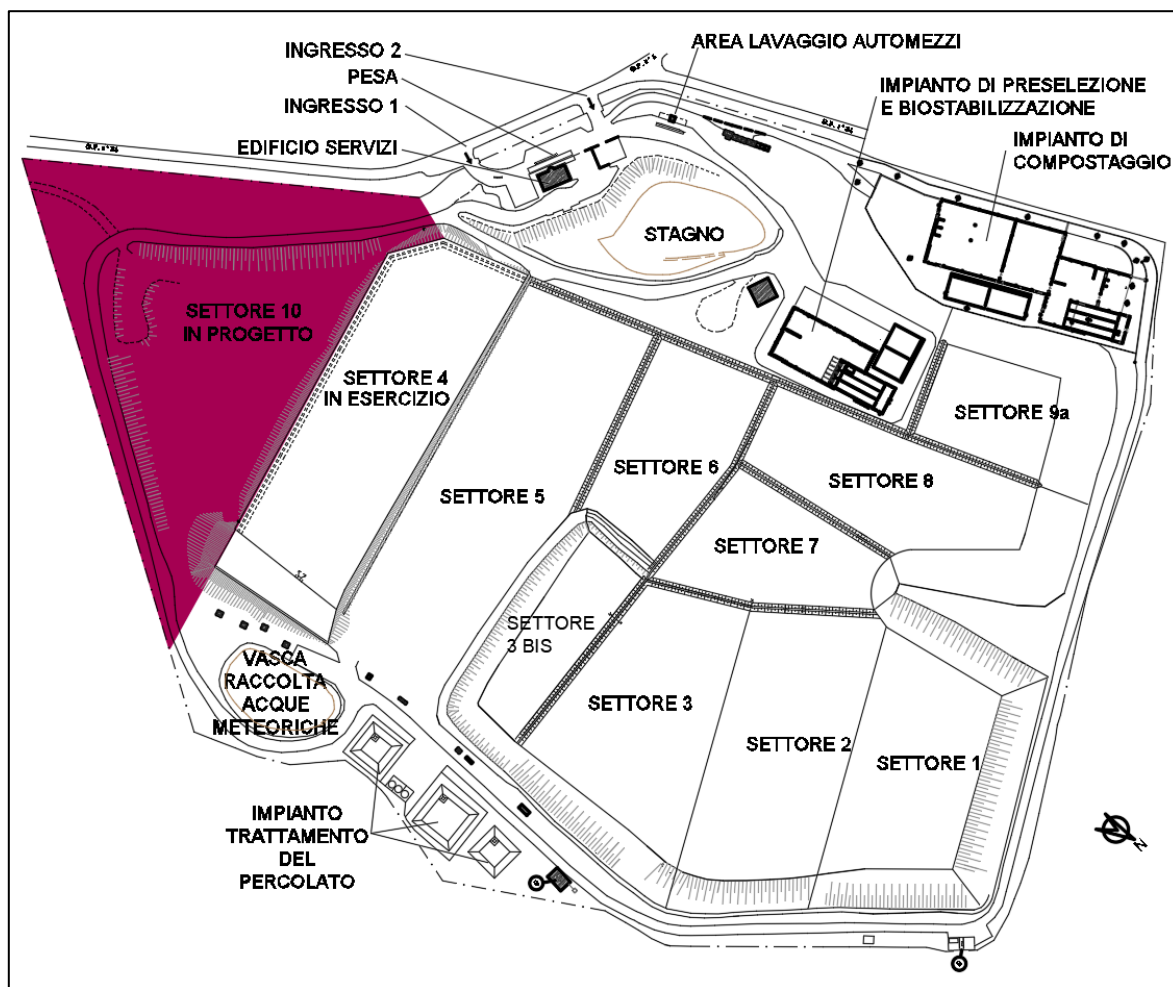 INGRESSO 2
PESA
INGRESSO 1
EDIFICIO SERVIZI
AREA LAVAGGIO AUTOMEZZI
IMPIANTO DI PRESELEZIONE
E BIOSTABILIZZAZIONE
IMPIANTO DI
COMPOSTAGGIO
STAGNO
SETTORE 10
IN PROGETTO
SETTORE 4
IN ESERCIZIO
SETTORE 9a
SETTORE 6
SETTORE 8
SETTORE 5
SETTORE 7
SETTORE
3 BIS
VASCA
RACCOLTA
ACQUE
METEORICHE
SETTORE 3
SETTORE 2
SETTORE 1
IMPIANTO
TRATTAMENTO
DEL
PERCOLATO
N